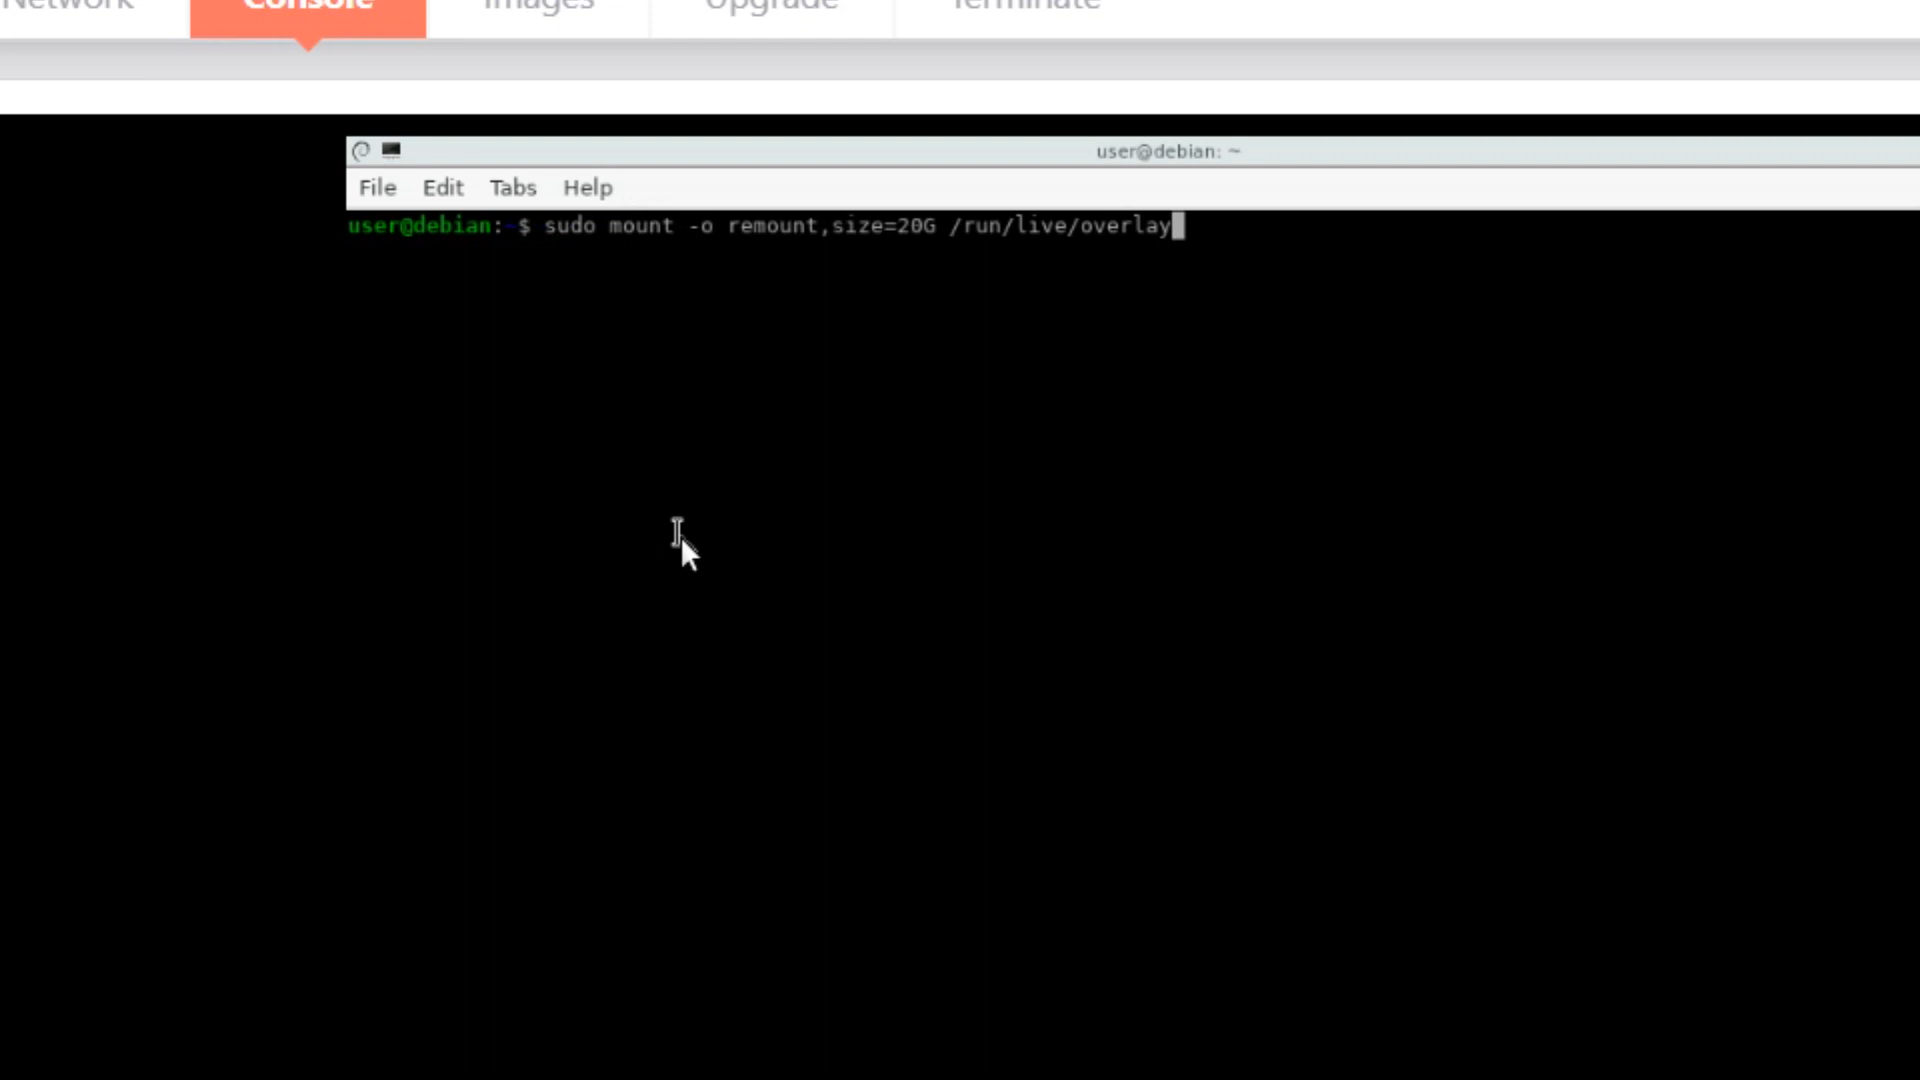 Network Console Images Upgrade Terminate
user@debian: ~
File Edit Tabs Help
user@debian:~$ sudo mount -o remount,size=20G /run/live/overlay